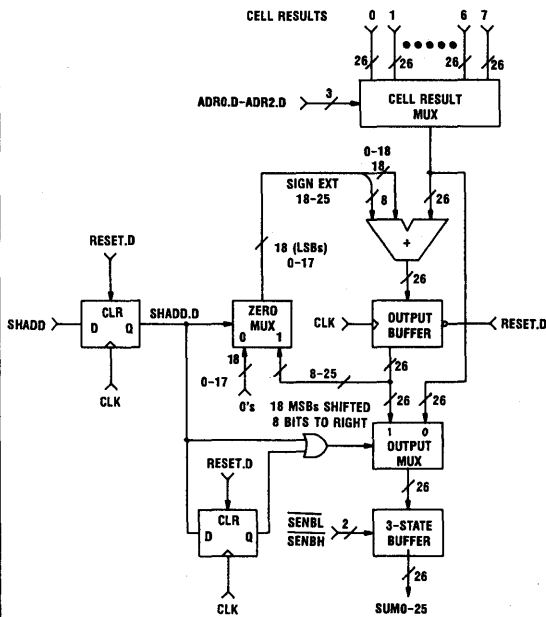 CELL RESULTS 0 1 6 7
26 26 26 26
ADR0.D-ADR2.D 3
CELL RESULT
MUX
0-18
18
SIGN EXT
18-25
8
26
18 (LSBs)
0-17
+
26
RESET.D
CLR
D Q
SHADD
SHADD.D
CLK
ZERO
MUX
0 1
18
0-17
0's
CLK
OUTPUT
BUFFER
RESET.D
26
8-25
18 MSBs SHIFTED
8 BITS TO RIGHT
26 26
1 0
OUTPUT
MUX
26
RESET.D
CLR
D Q
CLK
SENBL
SENBH
2
3-STATE
BUFFER
26
SUM0-25